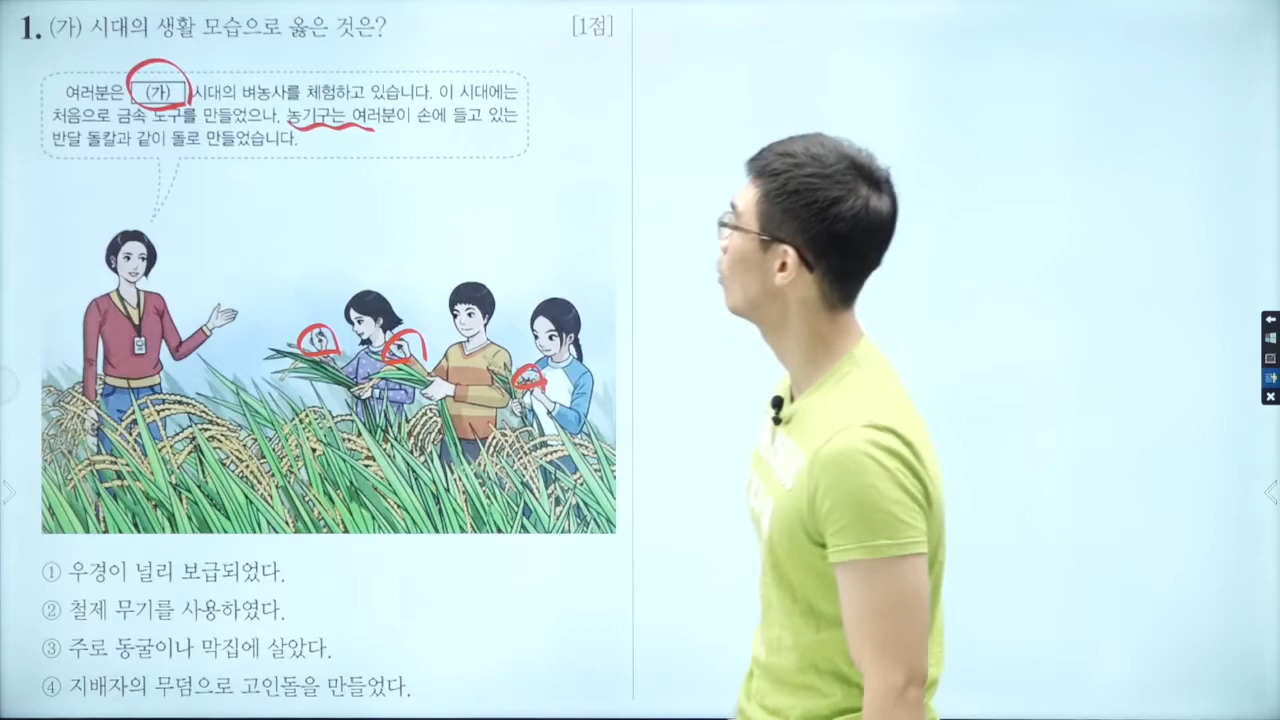 1. (가) 시대의 생활 모습으로 옳은 것은? [1점]
여러분은 (가) 시대의 벼농사를 체험하고 있습니다. 이 시대에는
처음으로 금속 도구를 만들었으나, 농기구는 여러분이 손에 들고 있는
반달 돌칼과 같이 돌로 만들었습니다.
① 우경이 널리 보급되었다.
② 철제 무기를 사용하였다.
③ 주로 동굴이나 막집에 살았다.
④ 지배자의 무덤으로 고인돌을 만들었다.